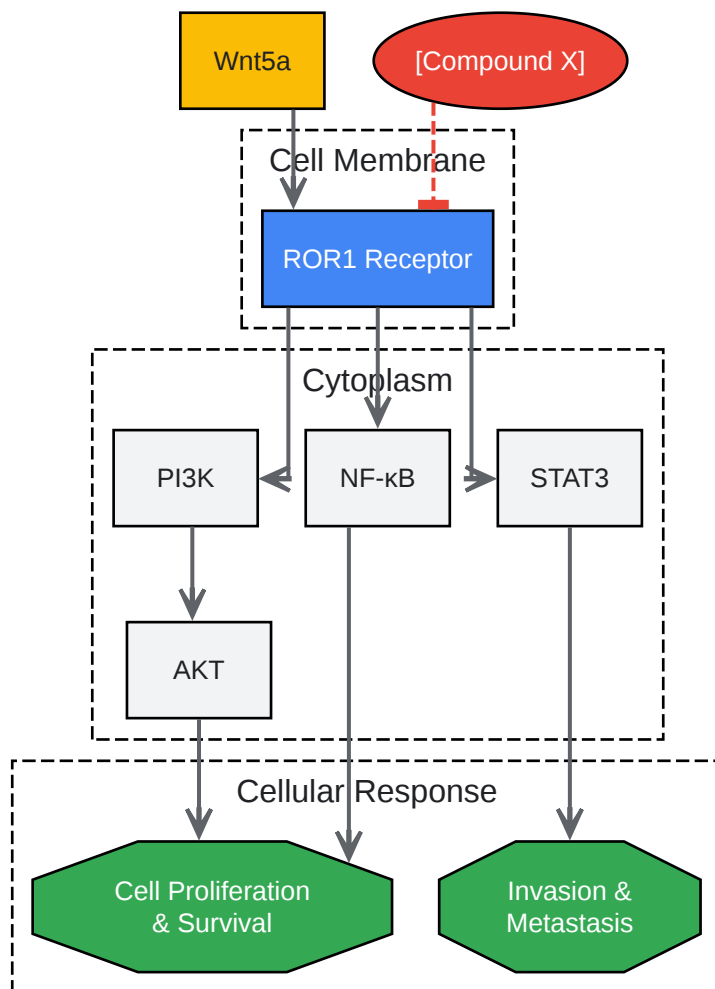 Wnt5a
[Compound X]
Cell Membrane
ROR1 Receptor
Cytoplasm
PI3K
NF-κB
STAT3
AKT
Cellular Response
Cell Proliferation
& Survival
Invasion &
Metastasis